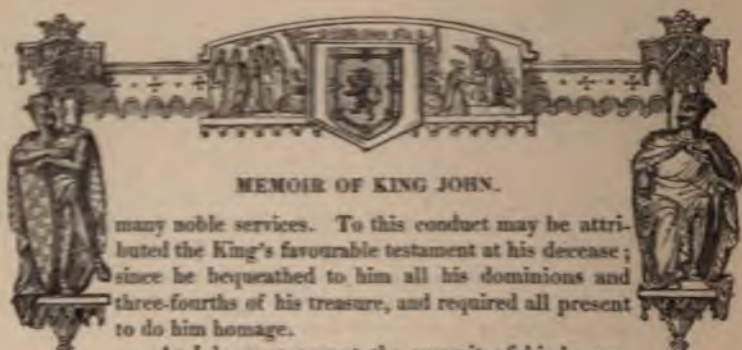 MEMOIR OF KING JOHN.
many noble services. To this conduct may be attri-
buted the King's favourable testament at his decease;
since he bequeathed to him all his dominions and
three-fourths of his treasure, and required all present
to do him homage.